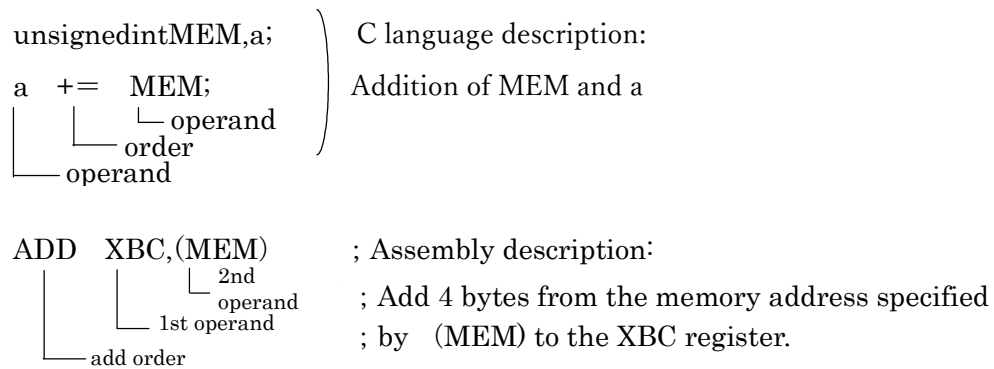 unsignedintMEM,a; C language description:
a += MEM; Addition of MEM and a
operand
order
operand
ADD XBC,(MEM) ; Assembly description:
2nd
operand
; Add 4 bytes from the memory address specified
1st operand
; by (MEM) to the XBC register.
add order